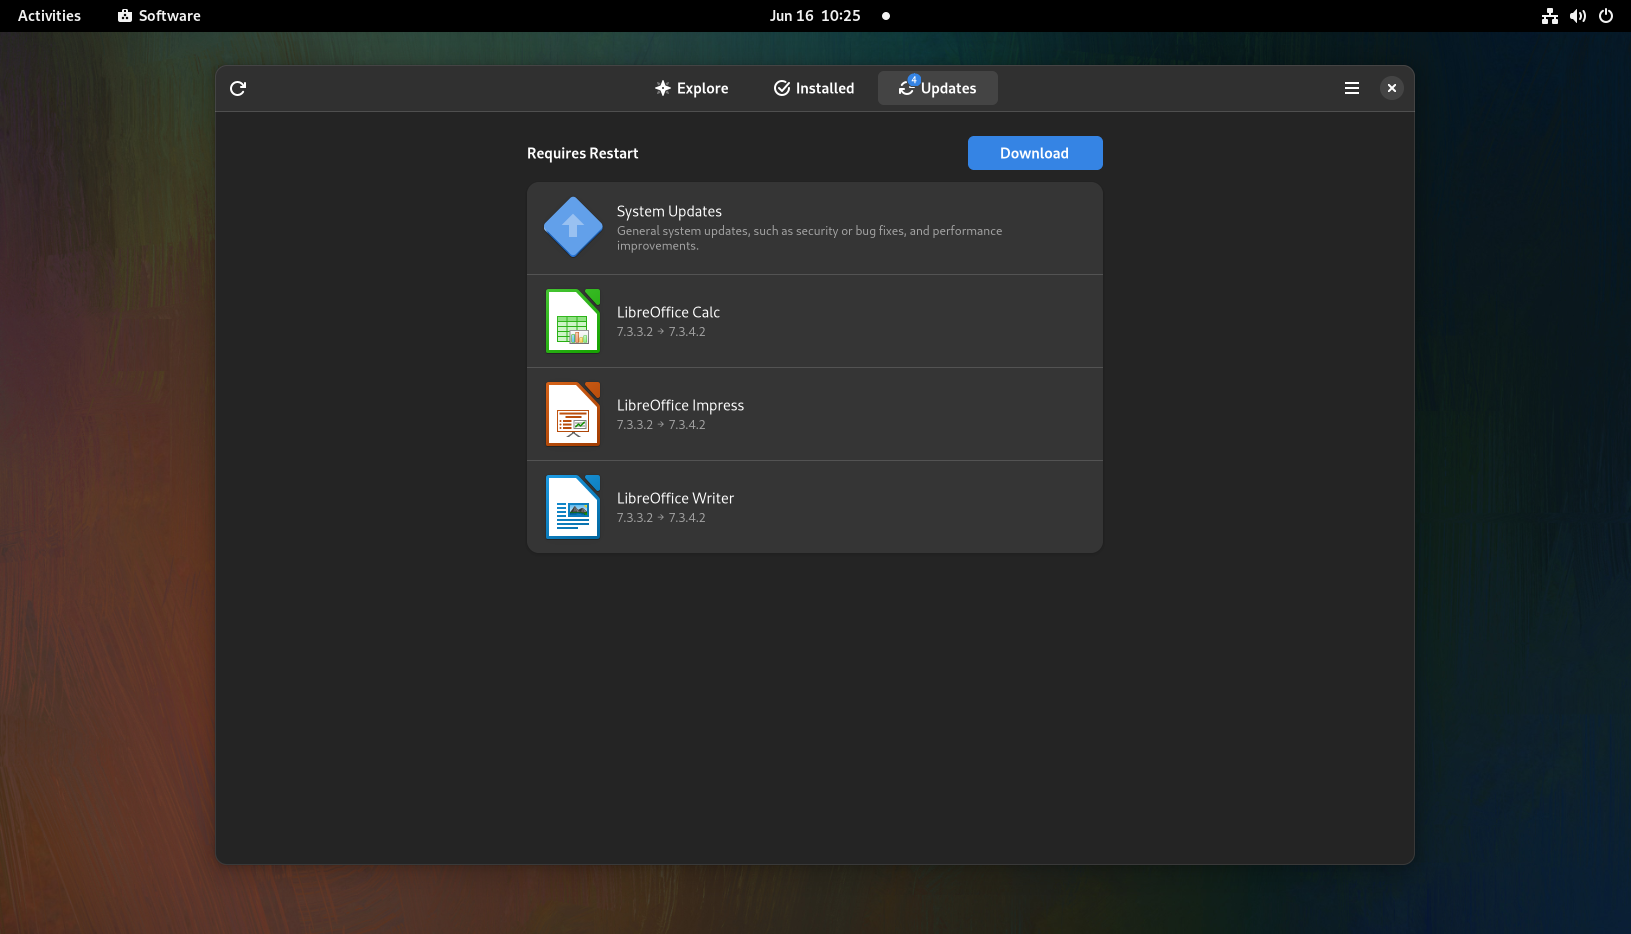 Activities Software Jun 16 10:25
Explore Installed 4 Updates
Requires Restart Download
System Updates
General system updates, such as security or bug fixes, and performance
improvements.
LibreOffice Calc
7.3.3.2 → 7.3.4.2
LibreOffice Impress
7.3.3.2 → 7.3.4.2
LibreOffice Writer
7.3.3.2 → 7.3.4.2